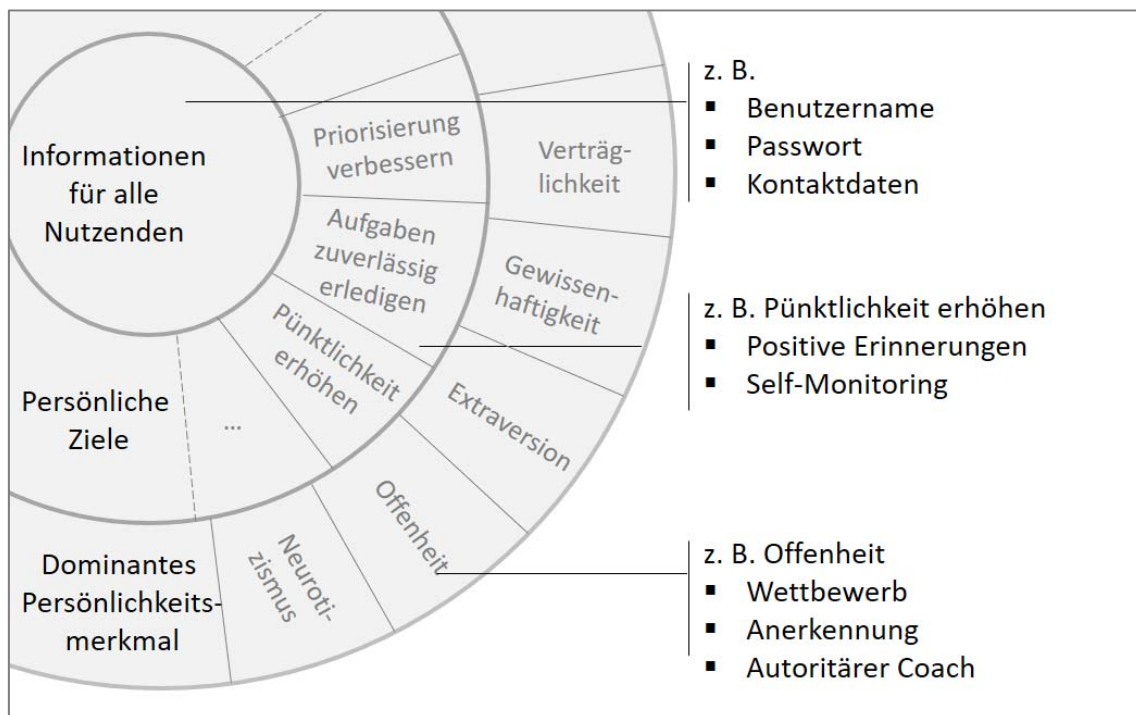 Informationen
für alle
Nutzenden
Priorisierung
verbessern
Aufgaben
zuverlässig
erledigen
Pünktlichkeit
erhöhen
...
Persönliche
Ziele
Verträg-
lichkeit
Gewissen-
haftigkeit
Extraversion
Offenheit
Neuroti-
zismus
Dominantes
Persönlichkeits-
merkmal
z. B.
▪ Benutzername
▪ Passwort
▪ Kontaktdaten
z. B. Pünktlichkeit erhöhen
▪ Positive Erinnerungen
▪ Self-Monitoring
z. B. Offenheit
▪ Wettbewerb
▪ Anerkennung
▪ Autoritärer Coach